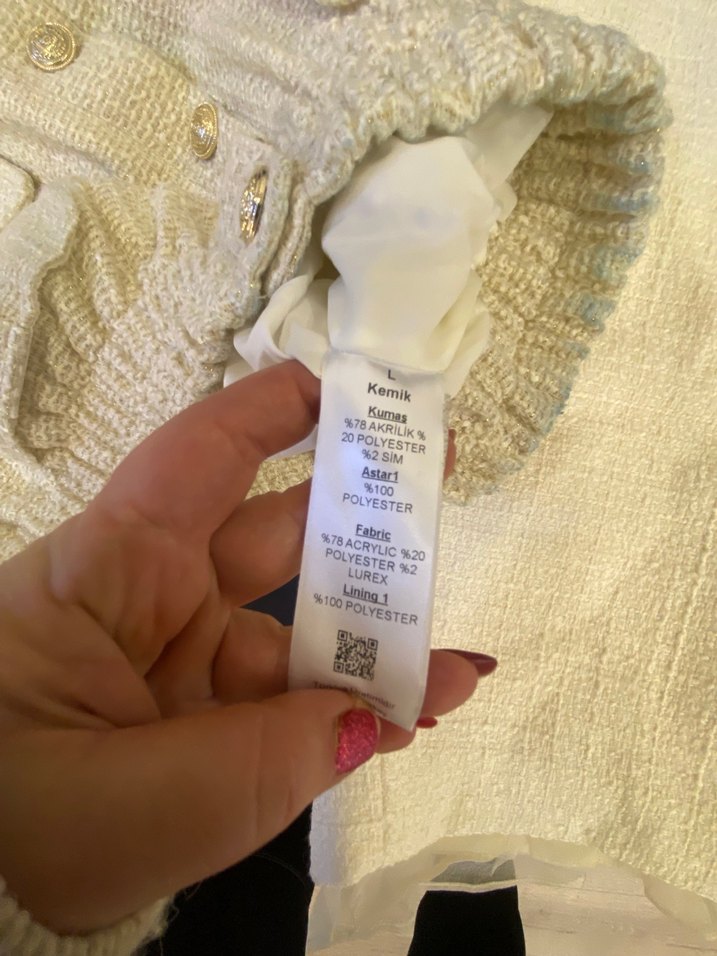 L
Kemik
Kumaş
%78 AKRİLİK %
20 POLYESTER
%2 SİM
Astar1
%100
POLYESTER
Fabric
%78 ACRYLIC %20
POLYESTER %2
LUREX
Lining 1
%100 POLYESTER